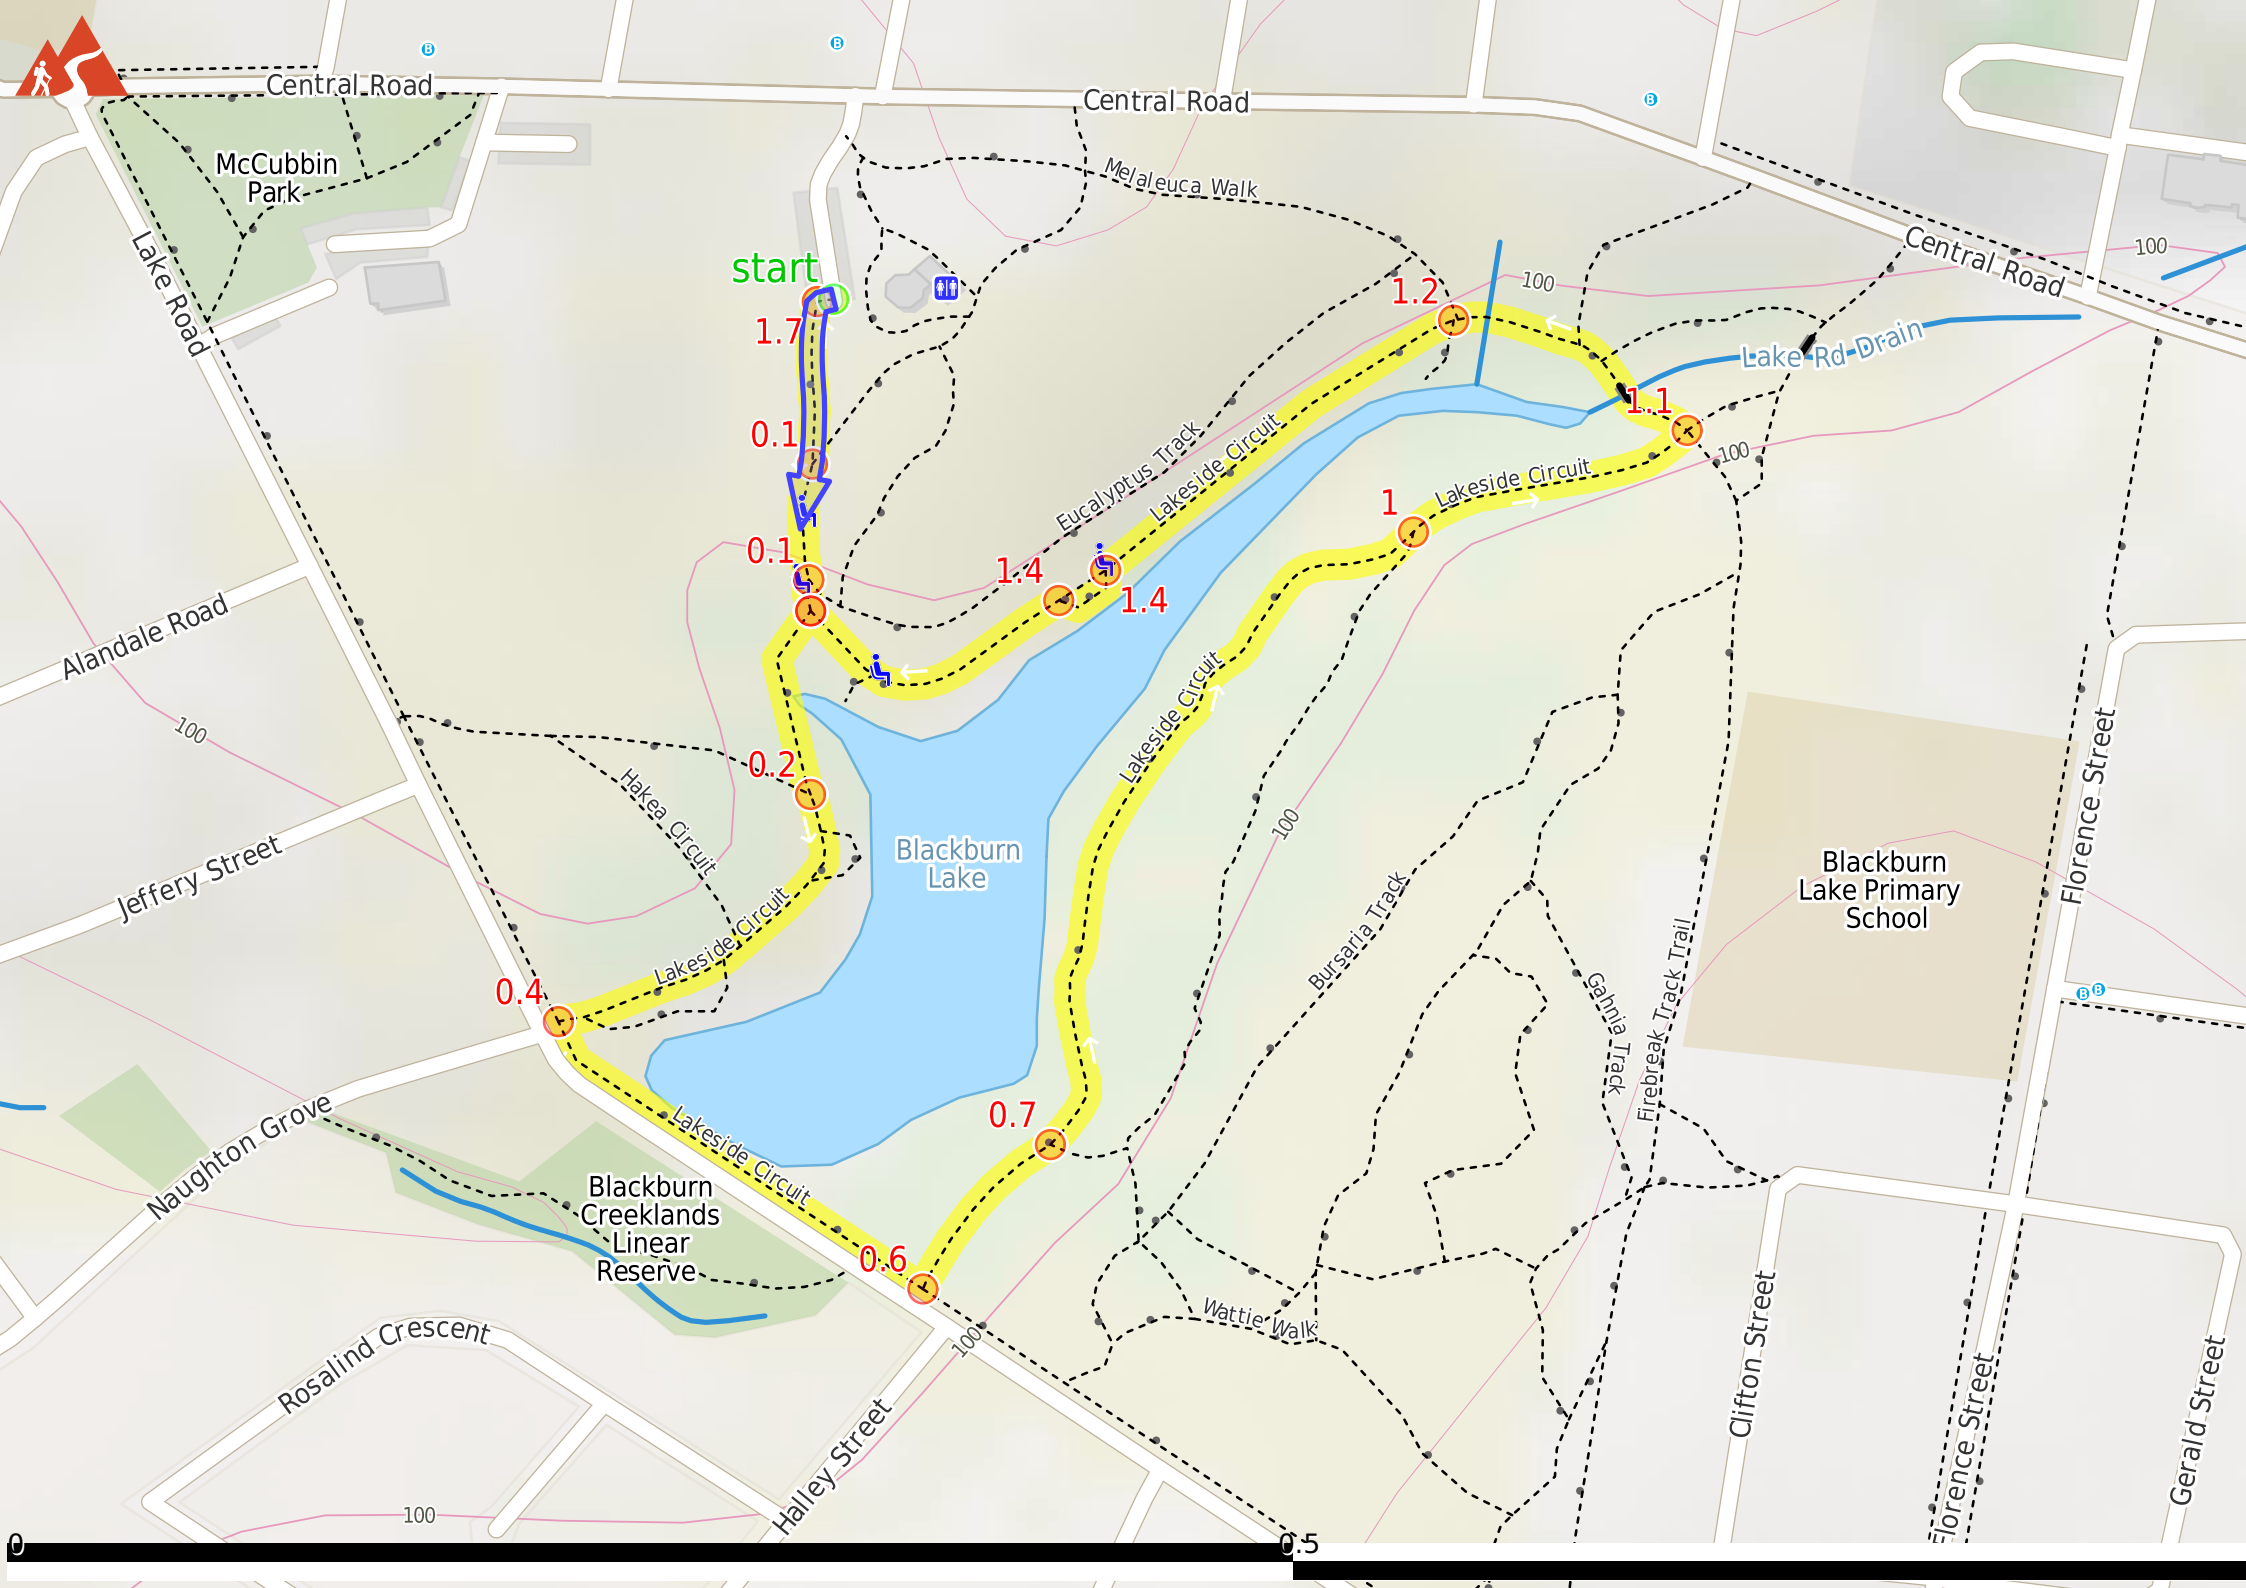 B
B
B
Central Road
Central Road
McCubbin
Park
Melaleuca Walk
Lake Road
Central Road
100
start
100
1.2
1.7
Lake Rd Drain
1.1
0.1
100
Lakeside Circuit
Eucalyptus Track
Lakeside Circuit
1
0.1
1.4
1.4
Alandale Road
100
Lakeside Circuit
0.2
Hakea Circuit
Florence Street
100
Blackburn
Lake
Blackburn
Lake Primary
School
Jeffery Street
Lakeside Circuit
Bursaria Track
0.4
Gahnia Track
Firebreak Track Trail
B
B
0.7
Naughton Grove
Lakeside Circuit
Blackburn
Creeklands
Linear
Reserve
0.6
Wattie Walk
Rosalind Crescent
100
Clifton Street
Florence Street
Gerald Street
Halley Street
100
0
0.5